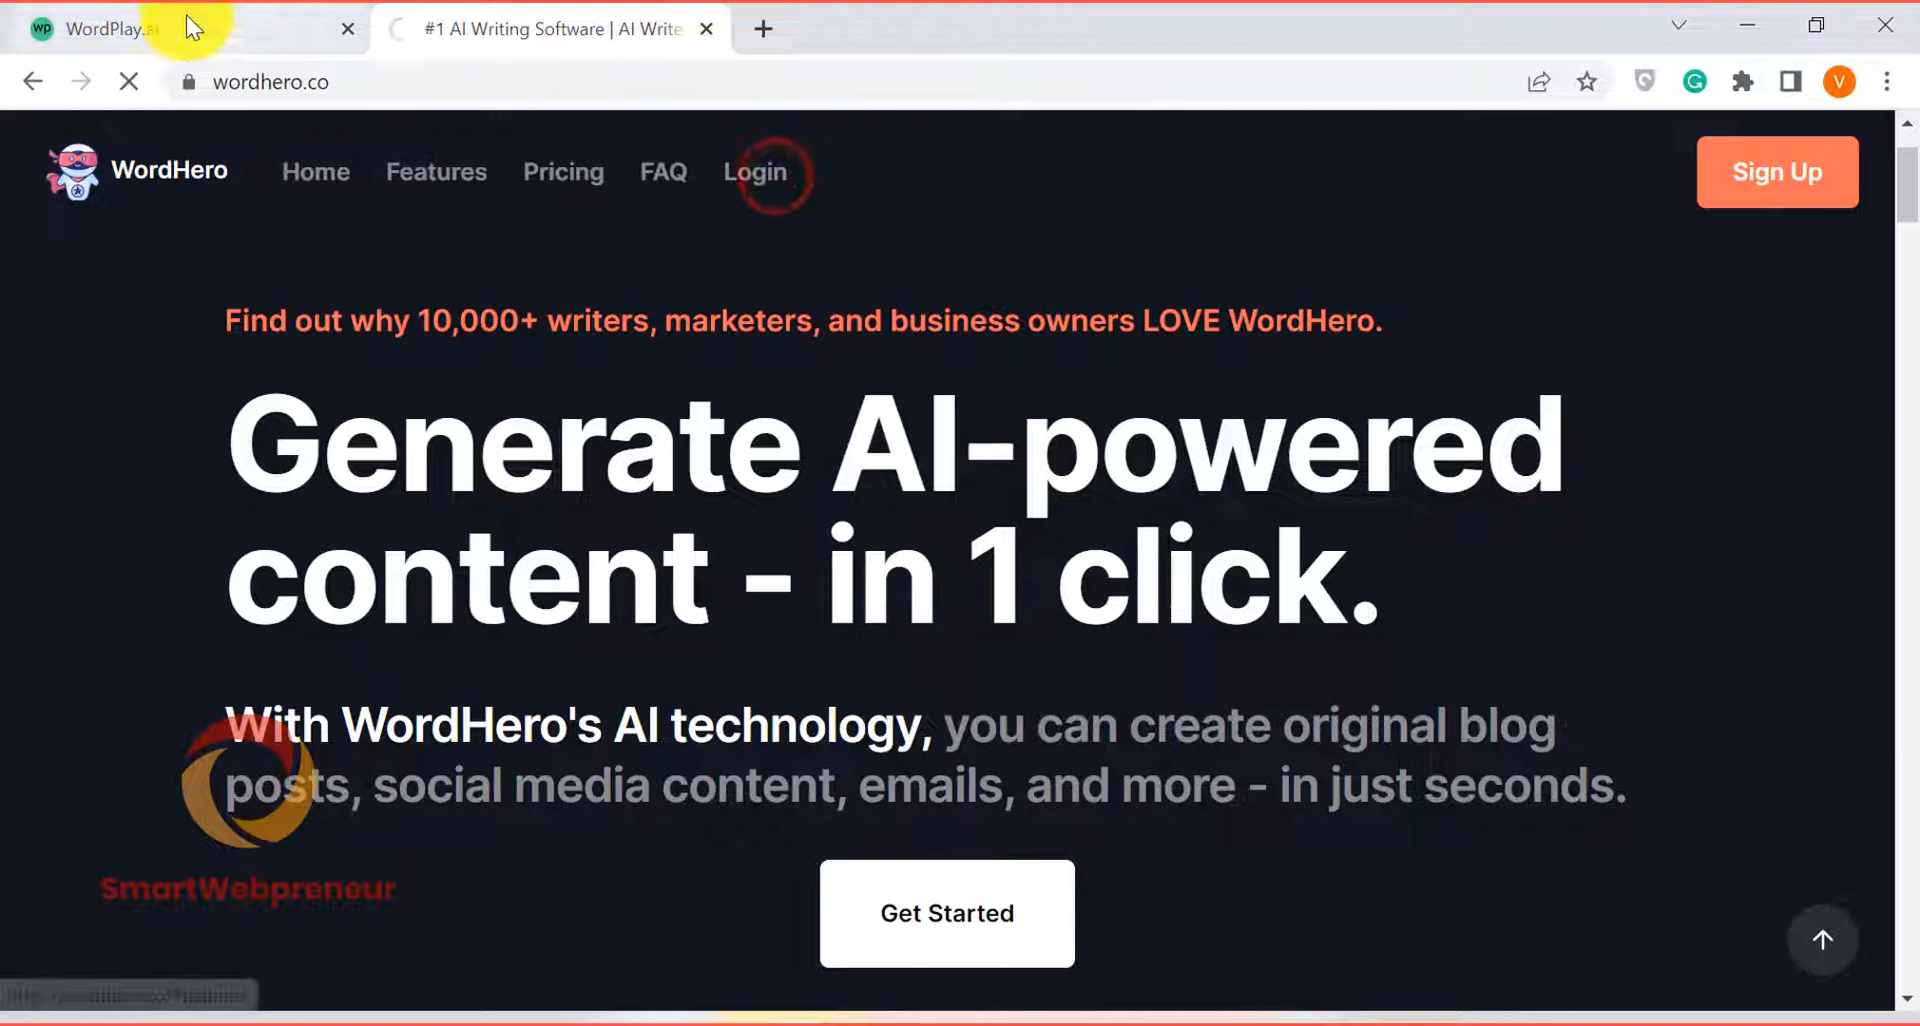 WordPlay.a
#1 AI Writing Software | AI Write
wordhero.co
V
WordHero
Home Features Pricing FAQ Login
Sign Up
Find out why 10,000+ writers, marketers, and business owners LOVE WordHero.
Generate AI-powered
content - in 1 click.
With WordHero's AI technology, you can create original blog
posts, social media content, emails, and more - in just seconds.
SmartWebpreneur
Get Started